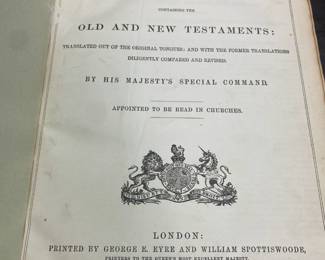 CONTAINING THE
OLD AND NEW TESTAMENTS:
TRANSLATED OUT OF THE ORIGINAL TONGUES; AND WITH THE FORMER TRANSLATIONS
DILIGENTLY COMPARED AND REVISED.
BY HIS MAJESTY'S SPECIAL COMMAND.
APPOINTED TO BE READ IN CHURCHES.
LONDON:
PRINTED BY GEORGE E. EYRE AND WILLIAM SPOTTISWOODE,
PRINTERS TO THE QUEEN'S MOST EXCELLENT MAJESTY.